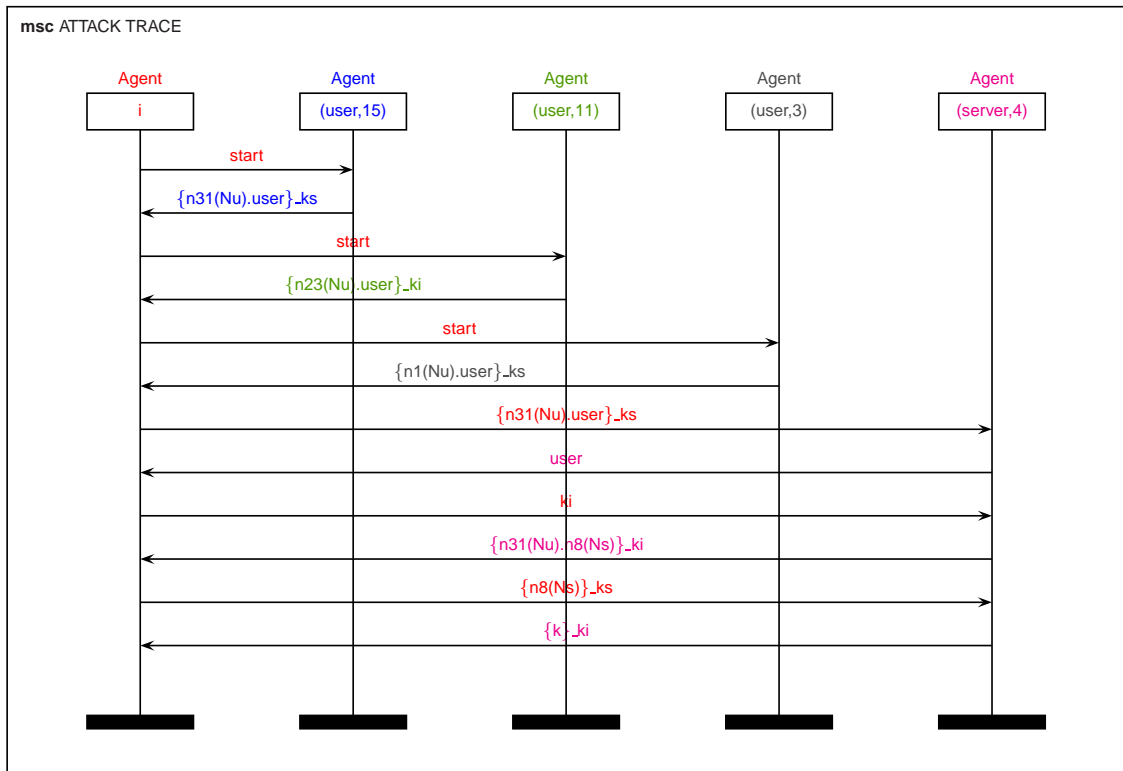 msc ATTACK TRACE
Agent Agent Agent Agent Agent
i (user,15) (user,11) (user,3) (server,4)
start
{n31(Nu).user}_ks
start
{n23(Nu).user}_ki
start
{n1(Nu).user}_ks
{n31(Nu).user}_ks
user
ki
{n31(Nu).n8(Ns)}_ki
{n8(Ns)}_ks
{k}_ki